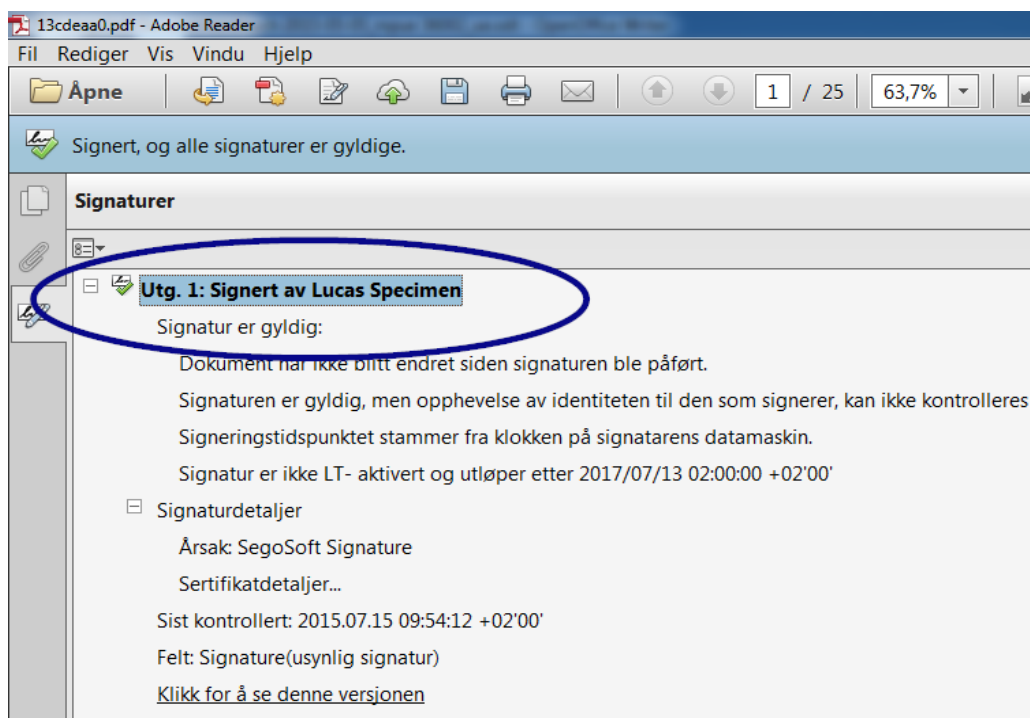 13cdeaa0.pdf - Adobe Reader
Fil Rediger Vis Vindu Hjelp
Åpne 1 / 25 63,7%
Signert, og alle signaturer er gyldige.
Signaturer
Utg. 1: Signert av Lucas Specimen
Signatur er gyldig:
Dokument har ikke blitt endret siden signaturen ble påført.
Signaturen er gyldig, men opphevelse av identiteten til den som signerer, kan ikke kontrolleres
Signeringstidspunktet stammer fra klokken på signatarens datamaskin.
Signatur er ikke LT- aktivert og utløper etter 2017/07/13 02:00:00 +02'00'
Signaturdetaljer
Årsak: SegoSoft Signature
Sertifikatdetaljer...
Sist kontrollert: 2015.07.15 09:54:12 +02'00'
Felt: Signature(usynlig signatur)
Klikk for å se denne versjonen